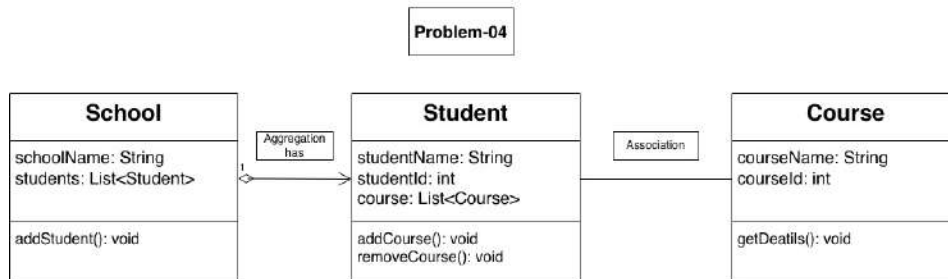 Problem-04
School
schoolName: String
students: List<Student>
addStudent(): void
1
Aggregation
has
Student
studentName: String
studentId: int
course: List<Course>
addCourse(): void
removeCourse(): void
Association
Course
courseName: String
courseId: int
getDeatils(): void